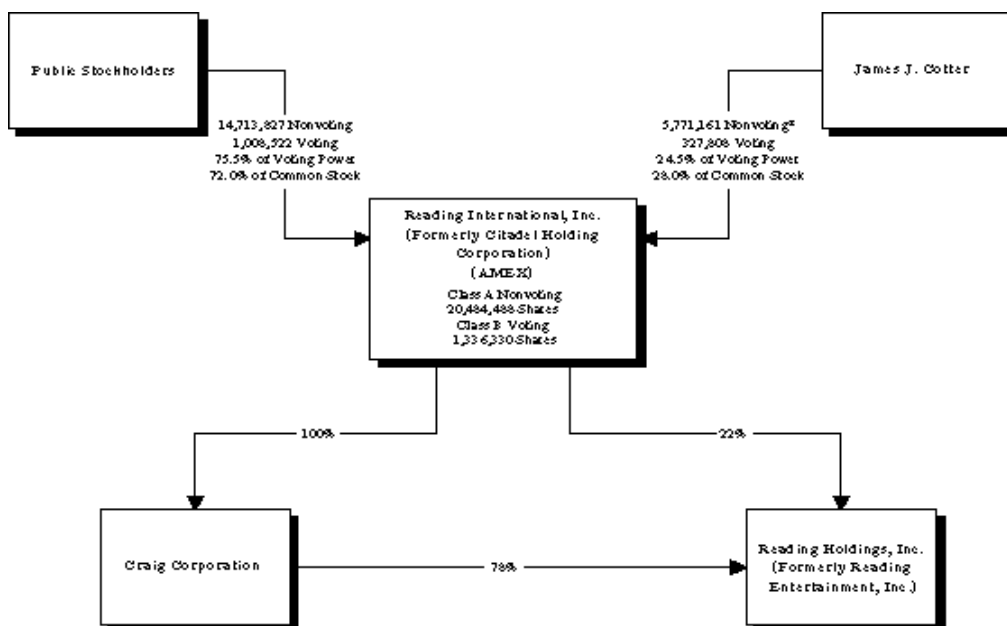 Public Stockholders
James J. Cotter
14,713,827 Nonvoting
1,008,522 Voting
75.5% of Voting Power
72.0% of Common Stock
5,771,161 Nonvoting*
327,808 Voting
24.5% of Voting Power
28.0% of Common Stock
Reading International, Inc.
(Formerly Citadel Holding
Corporation)
(AMEX)
Class A Nonvoting
20,484,488 Shares
Class B Voting
1,336,330 Shares
100%
22%
Craig Corporation
78%
Reading Holdings, Inc.
(Formerly Reading
Entertainment, Inc.)